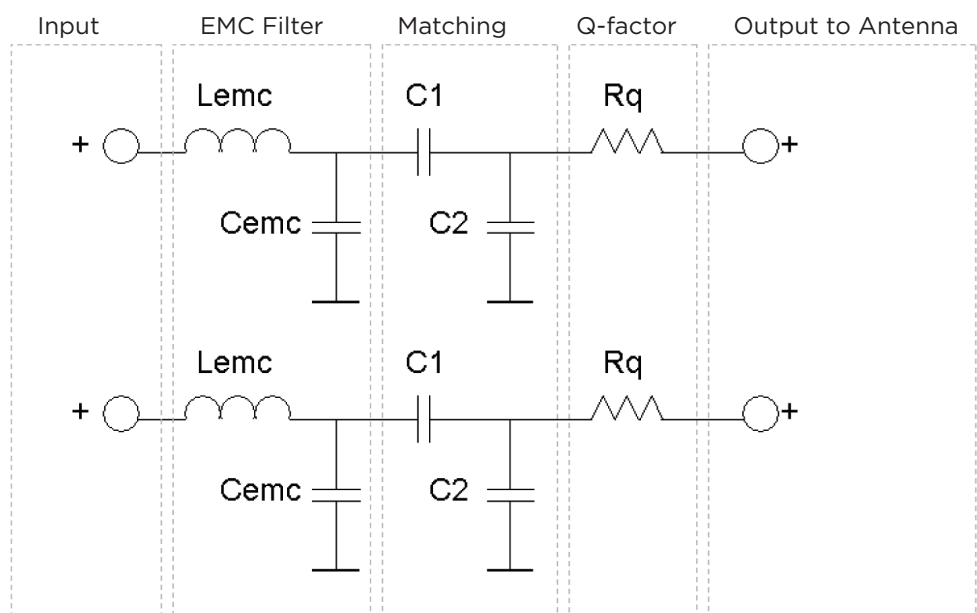 Input EMC Filter Matching Q-factor Output to Antenna
Lemc C1 Rq
+ +
Cemc C2
Lemc C1 Rq
+ +
Cemc C2